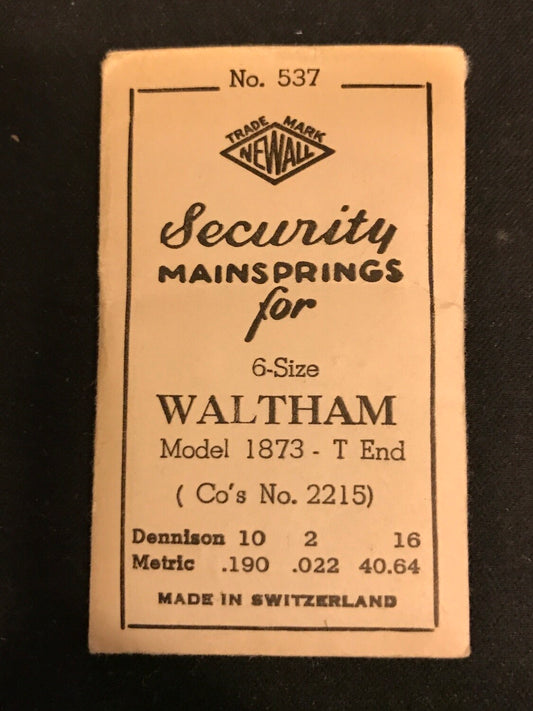 No. 537
TRADE MARK
NEWALL
Security
MAINSPRINGS
for
6-Size
WALTHAM
Model 1873 - T End
( Co's No. 2215)
Dennison 10 2 16
Metric .190 .022 40.64
MADE IN SWITZERLAND